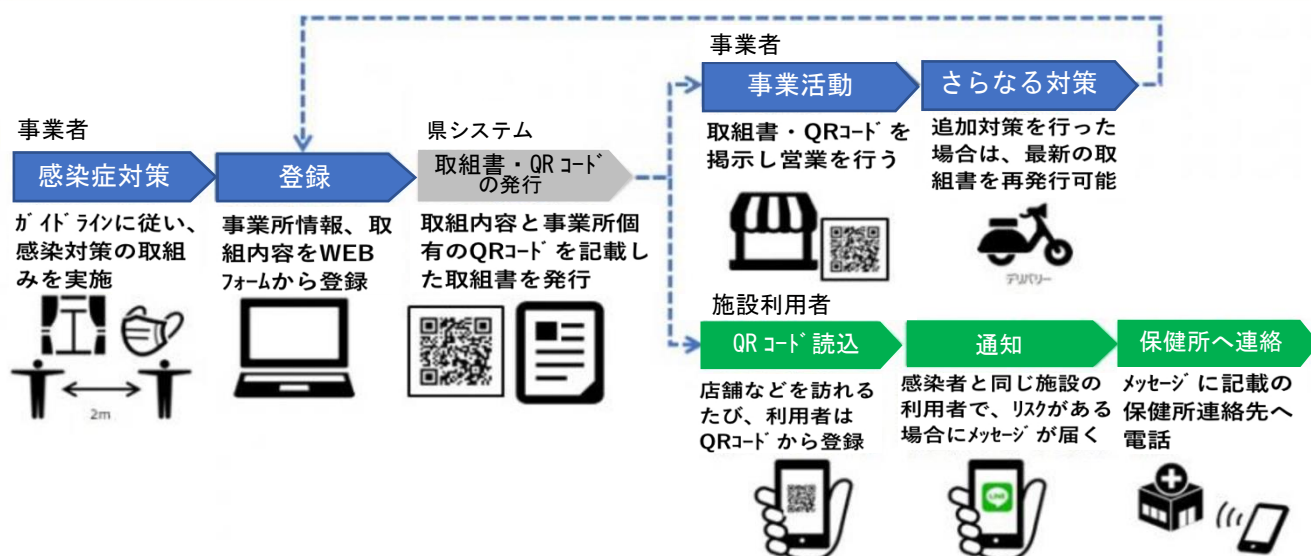 事業者
感染症対策
ガイドラインに従い、
感染対策の取組
みを実施
2m
登録
事業所情報、取
組内容をWEB
フォームから登録
県システム
取組書・QRコード
の発行
取組内容と事業所個
有のQRコードを記載し
た取組書を発行
事業者
事業活動
取組書・QRコードを
掲示し営業を行う
さらなる対策
追加対策を行った
場合は、最新の取
組書を再発行可能
デリバリー
施設利用者
QRコード読込
店舗などを訪れる
たび、利用者は
QRコードから登録
通知
感染者と同じ施設の
利用者で、リスクがある
場合にメッセージが届く
LINE
保健所へ連絡
メッセージに記載の
保健所連絡先へ
電話